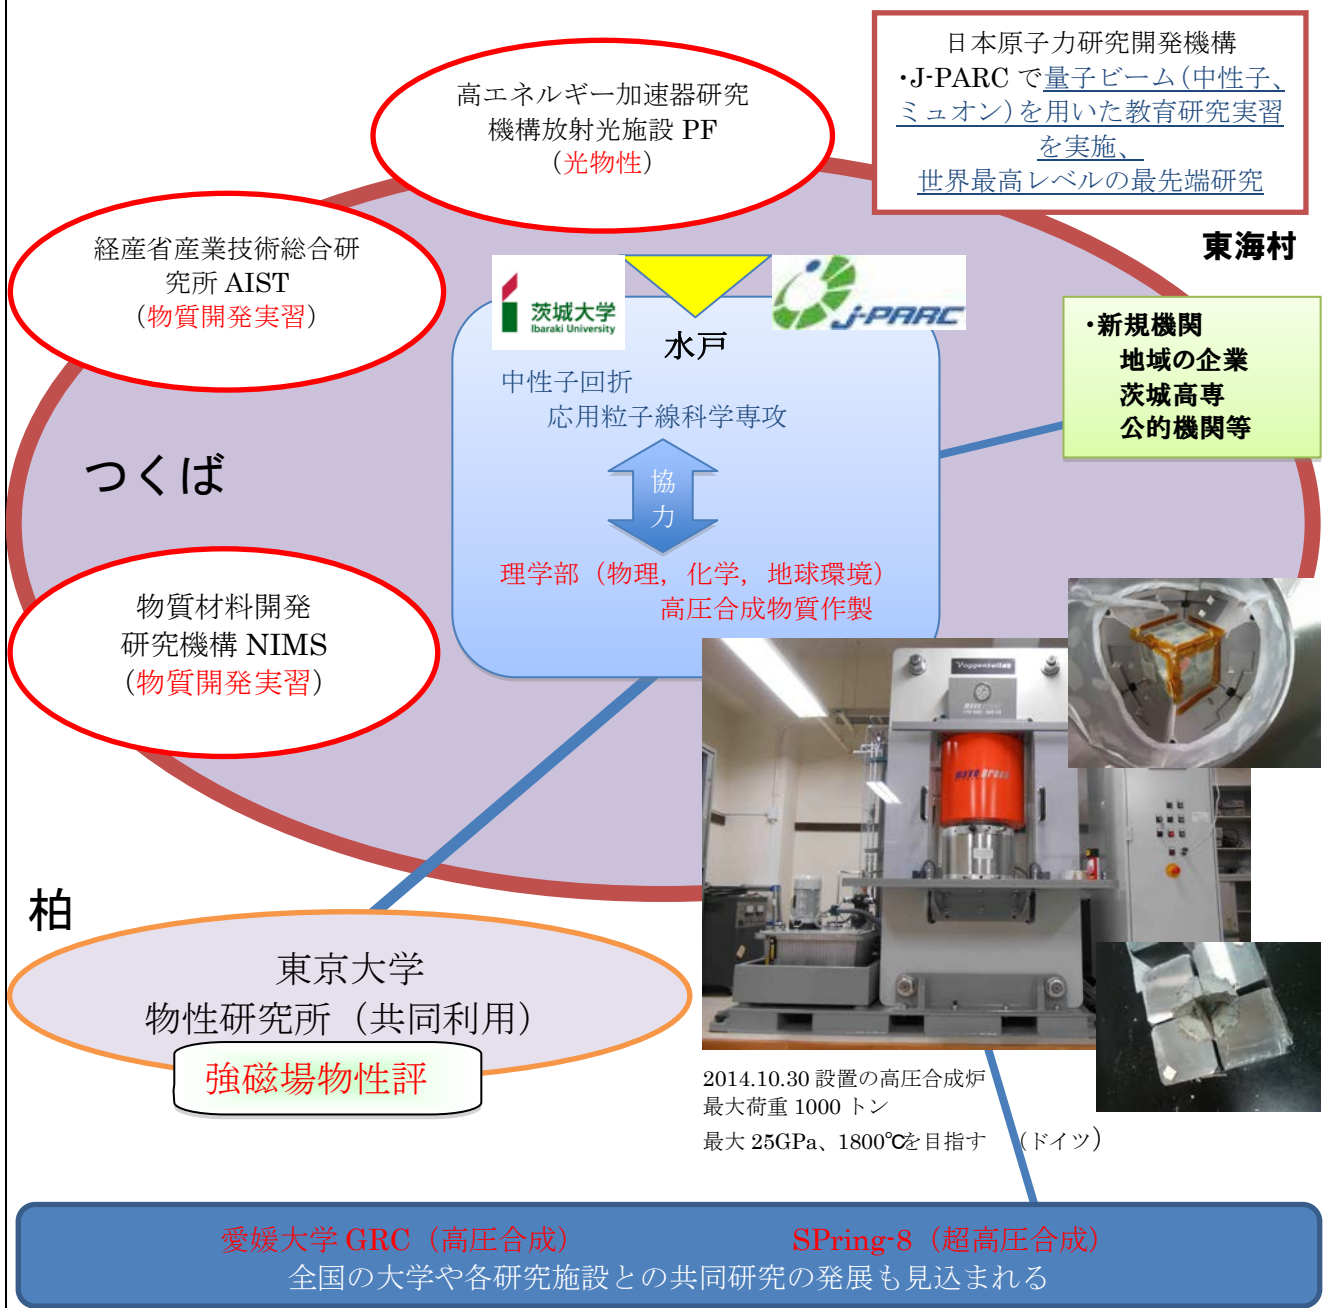 高エネルギー加速器研究
機構放射光施設 PF
（光物性）
日本原子力研究開発機構
・J-PARC で量子ビーム（中性子、
ミュオン）を用いた教育研究実習
を実施、
世界最高レベルの最先端研究
東海村
経産省産業技術総合研
究所 AIST
（物質開発実習）
茨城大学
Ibaraki University
J-PARC
水戸
中性子回折
応用粒子線科学専攻
協
力
理学部（物理，化学，地球環境）
高圧合成物質作製
・新規機関
地域の企業
茨城高専
公的機関等
つくば
物質材料開発
研究機構 NIMS
（物質開発実習）
Voggenreiter
mavo press
柏
東京大学
物性研究所（共同利用）
強磁場物性評
2014.10.30 設置の高圧合成炉
最大荷重 1000 トン
最大 25GPa、1800℃を目指す （ドイツ）
愛媛大学 GRC（高圧合成） SPring-8（超高圧合成）
全国の大学や各研究施設との共同研究の発展も見込まれる